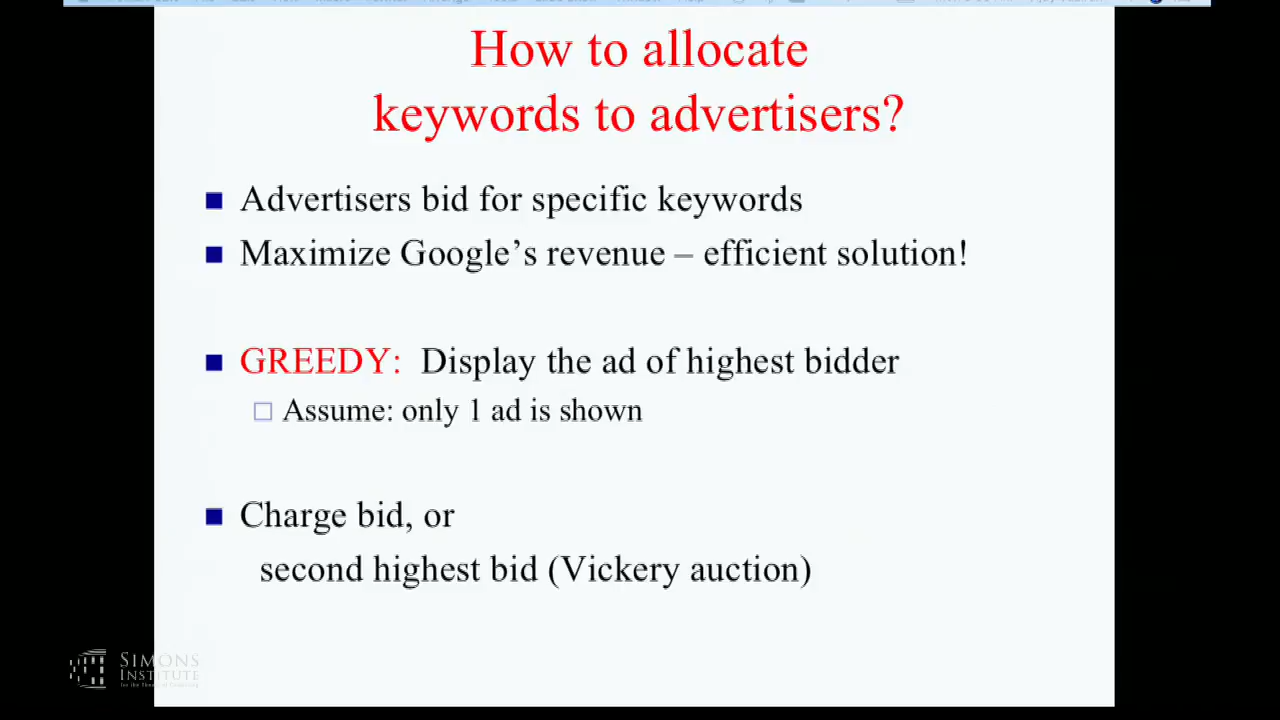 How to allocate
keywords to advertisers?
Advertisers bid for specific keywords
Maximize Google's revenue – efficient solution!
GREEDY: Display the ad of highest bidder
Assume: only 1 ad is shown
Charge bid, or
second highest bid (Vickery auction)
SIMONS
INSTITUTE